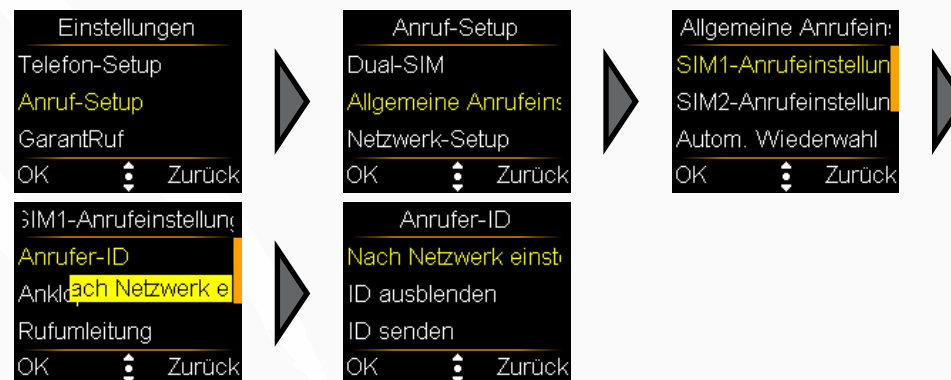 Einstellungen
Telefon-Setup
Anruf-Setup
GarantRuf
OK Zurück
Anruf-Setup
Dual-SIM
Allgemeine Anrufeins
Netzwerk-Setup
OK Zurück
Allgemeine Anrufein
SIM1-Anrufeinstellun
SIM2-Anrufeinstellun
Autom. Wiederwahl
OK Zurück
SIM1-Anrufeinstellung
Anrufer-ID
Anklo ach Netzwerk e
Rufumleitung
OK Zurück
Anrufer-ID
Nach Netzwerk einst
ID ausblenden
ID senden
OK Zurück